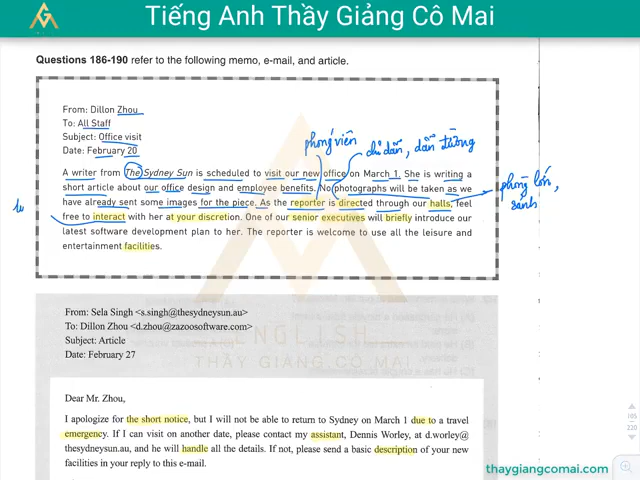 Tiếng Anh Thầy Giảng Cô Mai
Questions 186-190 refer to the following memo, e-mail, and article.
From: Dillon Zhou
To: All Staff
Subject: Office visit
Date: February 20
phóng viên
chỉ dẫn, dẫn đường
A writer from The Sydney Sun is scheduled to visit our new office on March 1. She is writing a
short article about our office design and employee benefits. No photographs will be taken as we
have already sent some images for the piece. As the reporter is directed through our halls, feel
free to interact with her at your discretion. One of our senior executives will briefly introduce our
latest software development plan to her. The reporter is welcome to use all the leisure and
entertainment facilities.
phòng lớn,
sảnh
From: Sela Singh <s.singh@thesydneysun.au>
To: Dillon Zhou <d.zhou@zazoosoftware.com>
Subject: Article
Date: February 27
ENGLISH
THẦY GIẢNG CÔ MAI
Dear Mr. Zhou,
I apologize for the short notice, but I will not be able to return to Sydney on March 1 due to a travel
emergency. If I can visit on another date, please contact my assistant, Dennis Worley, at d.worley@
thesydneysun.au, and he will handle all the details. If not, please send a basic description of your new
facilities in your reply to this e-mail.
185
220
thaygiangcomai.com